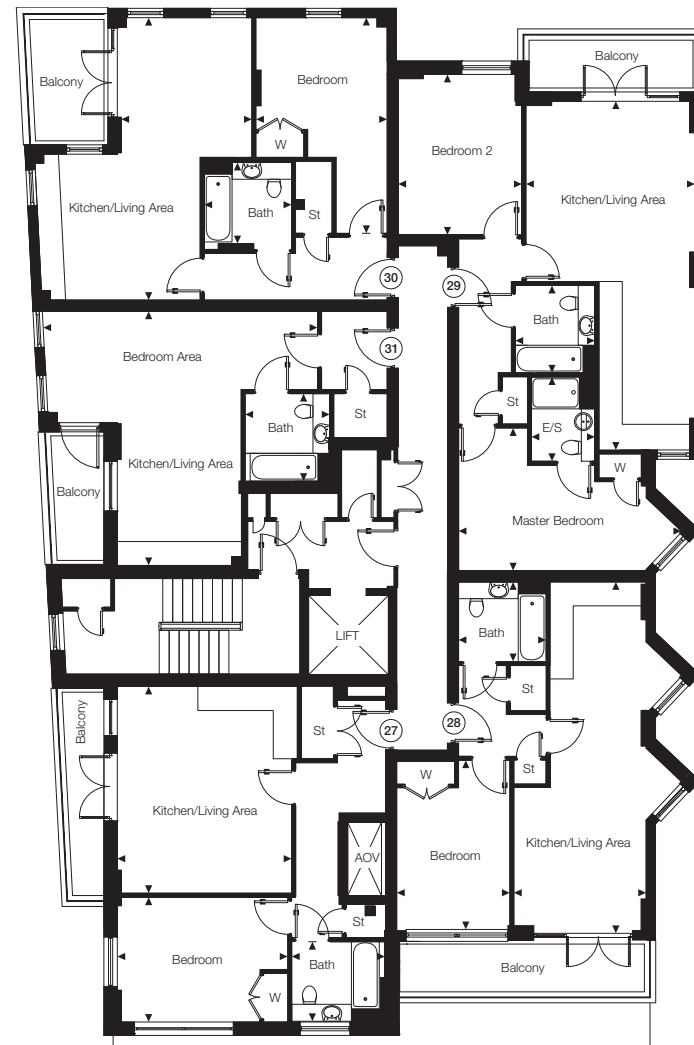 Balcony
Bedroom
Balcony
W
Bedroom 2
Kitchen/Living Area
Kitchen/Living Area
Bath
St
30
29
31
Bath
Bedroom Area
St
St
Bath
E/S
Kitchen/Living Area
W
Balcony
Master Bedroom
LIFT
Bath
St
Balcony
St
27
28
St
W
Kitchen/Living Area
Kitchen/Living Area
Bedroom
AOV
St
Bedroom
Bath
Balcony
W